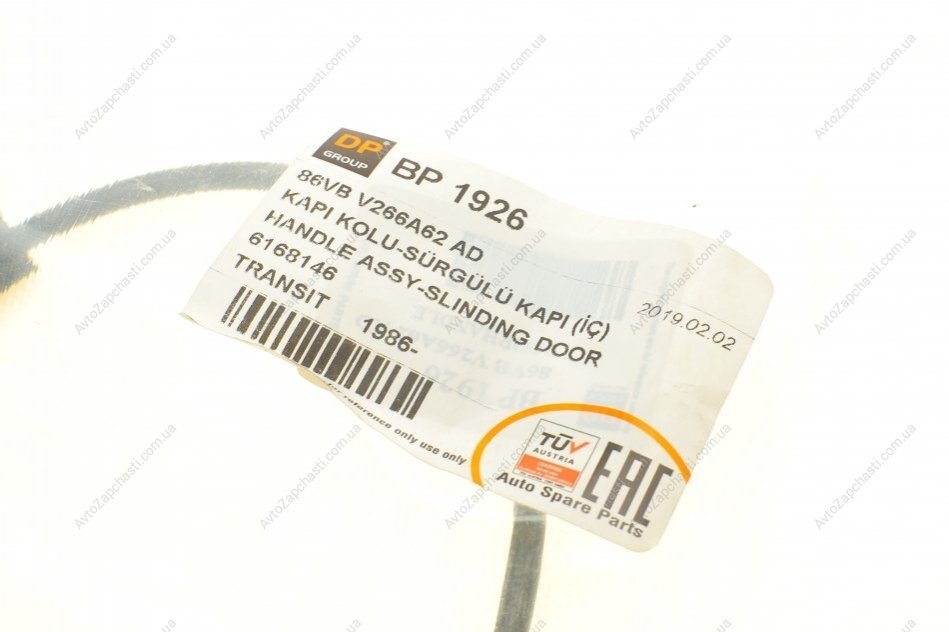 DP GROUP
BP 1926
86VB V266A62 AD
KAPI KOLU-SÜRGÜLÜ KAPI (İÇ)
HANDLE ASSY-SLINDING DOOR
6168146
TRANSIT 1986-
2019.02.02
for reference only use only
TÜV
AUSTRIA
EAC
Auto Spare Parts
AvtoZapchasti.com.ua